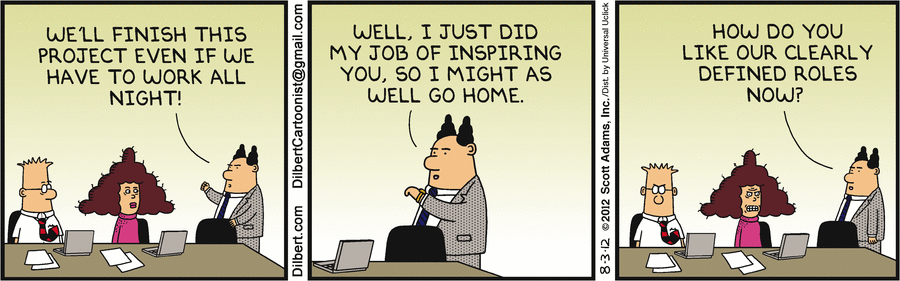 WE'LL FINISH THIS
PROJECT EVEN IF WE
HAVE TO WORK ALL
NIGHT!
Dilbert.com DilbertCartoonist@gmail.com
WELL, I JUST DID
MY JOB OF INSPIRING
YOU, SO I MIGHT AS
WELL GO HOME.
8-3-12 © 2012 Scott Adams, Inc. /Dist. by Universal Uclick
HOW DO YOU
LIKE OUR CLEARLY
DEFINED ROLES
NOW?